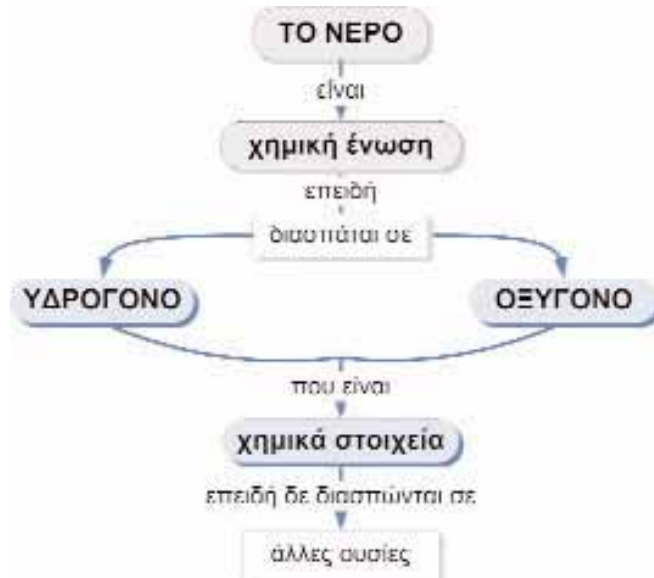 ΤΟ ΝΕΡΟ
είναι
χημική ένωση
επειδή
διασπάται σε
ΥΔΡΟΓΟΝΟ
ΟΞΥΓΟΝΟ
που είναι
χημικά στοιχεία
επειδή δε διασπώνται σε
άλλες ουσίες